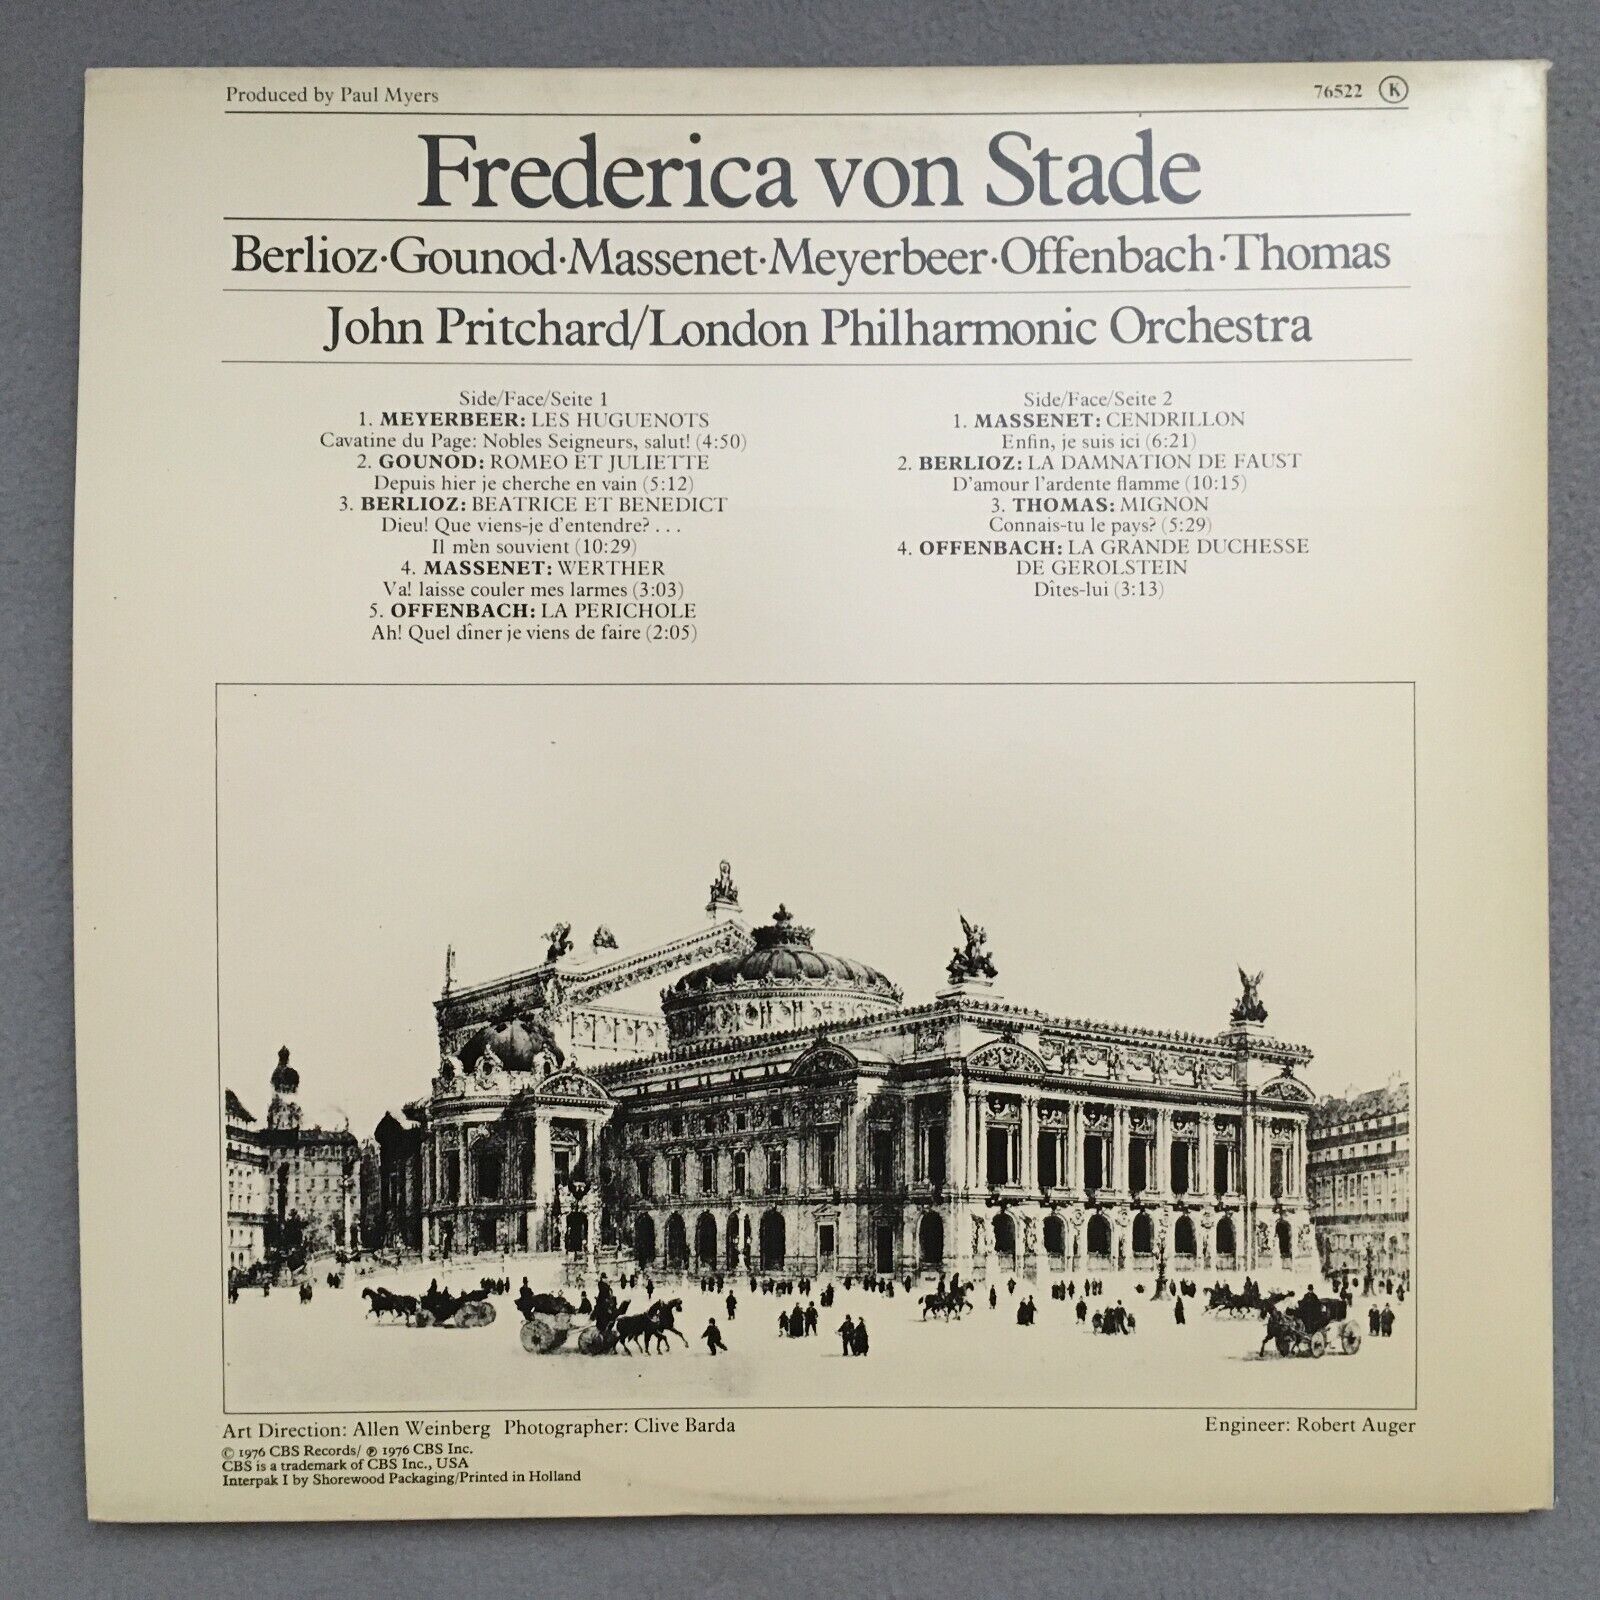 Produced by Paul Myers
76522 K
Frederica von Stade
Berlioz·Gounod·Massenet·Meyerbeer·Offenbach·Thomas
John Pritchard/London Philharmonic Orchestra
Side/Face/Seite 1
1. MEYERBEER: LES HUGUENOTS
Cavatine du Page: Nobles Seigneurs, salut! (4:50)
2. GOUNOD: ROMEO ET JULIETTE
Depuis hier je cherche en vain (5:12)
3. BERLIOZ: BEATRICE ET BENEDICT
Dieu! Que viens-je d'entendre? . . .
Il m'en souvient (10:29)
4. MASSENET: WERTHER
Va! laisse couler mes larmes (3:03)
5. OFFENBACH: LA PERICHOLE
Ah! Quel dîner je viens de faire (2:05)
Side/Face/Seite 2
1. MASSENET: CENDRILLON
Enfin, je suis ici (6:21)
2. BERLIOZ: LA DAMNATION DE FAUST
D'amour l'ardente flamme (10:15)
3. THOMAS: MIGNON
Connais-tu le pays? (5:29)
4. OFFENBACH: LA GRANDE DUCHESSE
DE GEROLSTEIN
Dîtes-lui (3:13)
Art Direction: Allen Weinberg Photographer: Clive Barda
Engineer: Robert Auger
© 1976 CBS Records/ ℗ 1976 CBS Inc.
CBS is a trademark of CBS Inc., USA
Interpak I by Shorewood Packaging/Printed in Holland